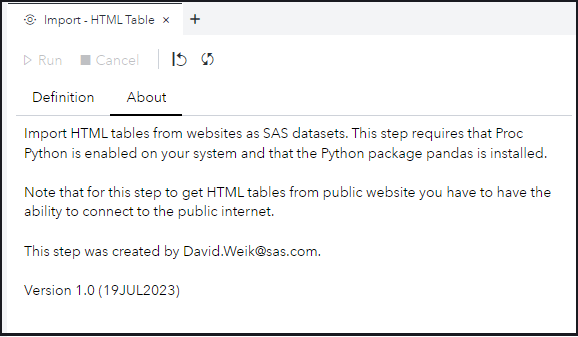 Import - HTML Table × +
Run Cancel
Definition About
Import HTML tables from websites as SAS datasets. This step requires that Proc
Python is enabled on your system and that the Python package pandas is installed.
Note that for this step to get HTML tables from public website you have to have the
ability to connect to the public internet.
This step was created by David.Weik@sas.com.
Version 1.0 (19JUL2023)